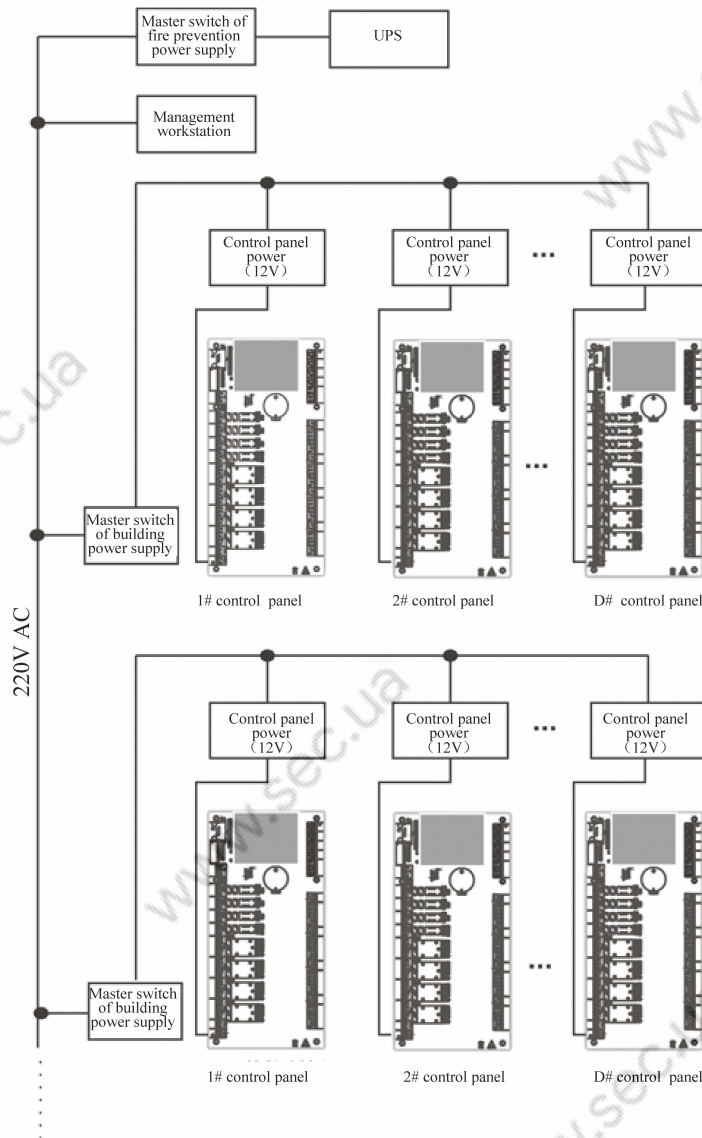 Master switch of
fire prevention
power supply
UPS
Management
workstation
Control panel
power
（12V）
Control panel
power
（12V）
...
Control panel
power
（12V）
...
Master switch
of building
power supply
1# control panel
2# control panel
D# control panel
220V AC
Control panel
power
（12V）
Control panel
power
（12V）
...
Control panel
power
（12V）
...
Master switch
of building
power supply
1# control panel
2# control panel
D# control panel
www.sec.ua